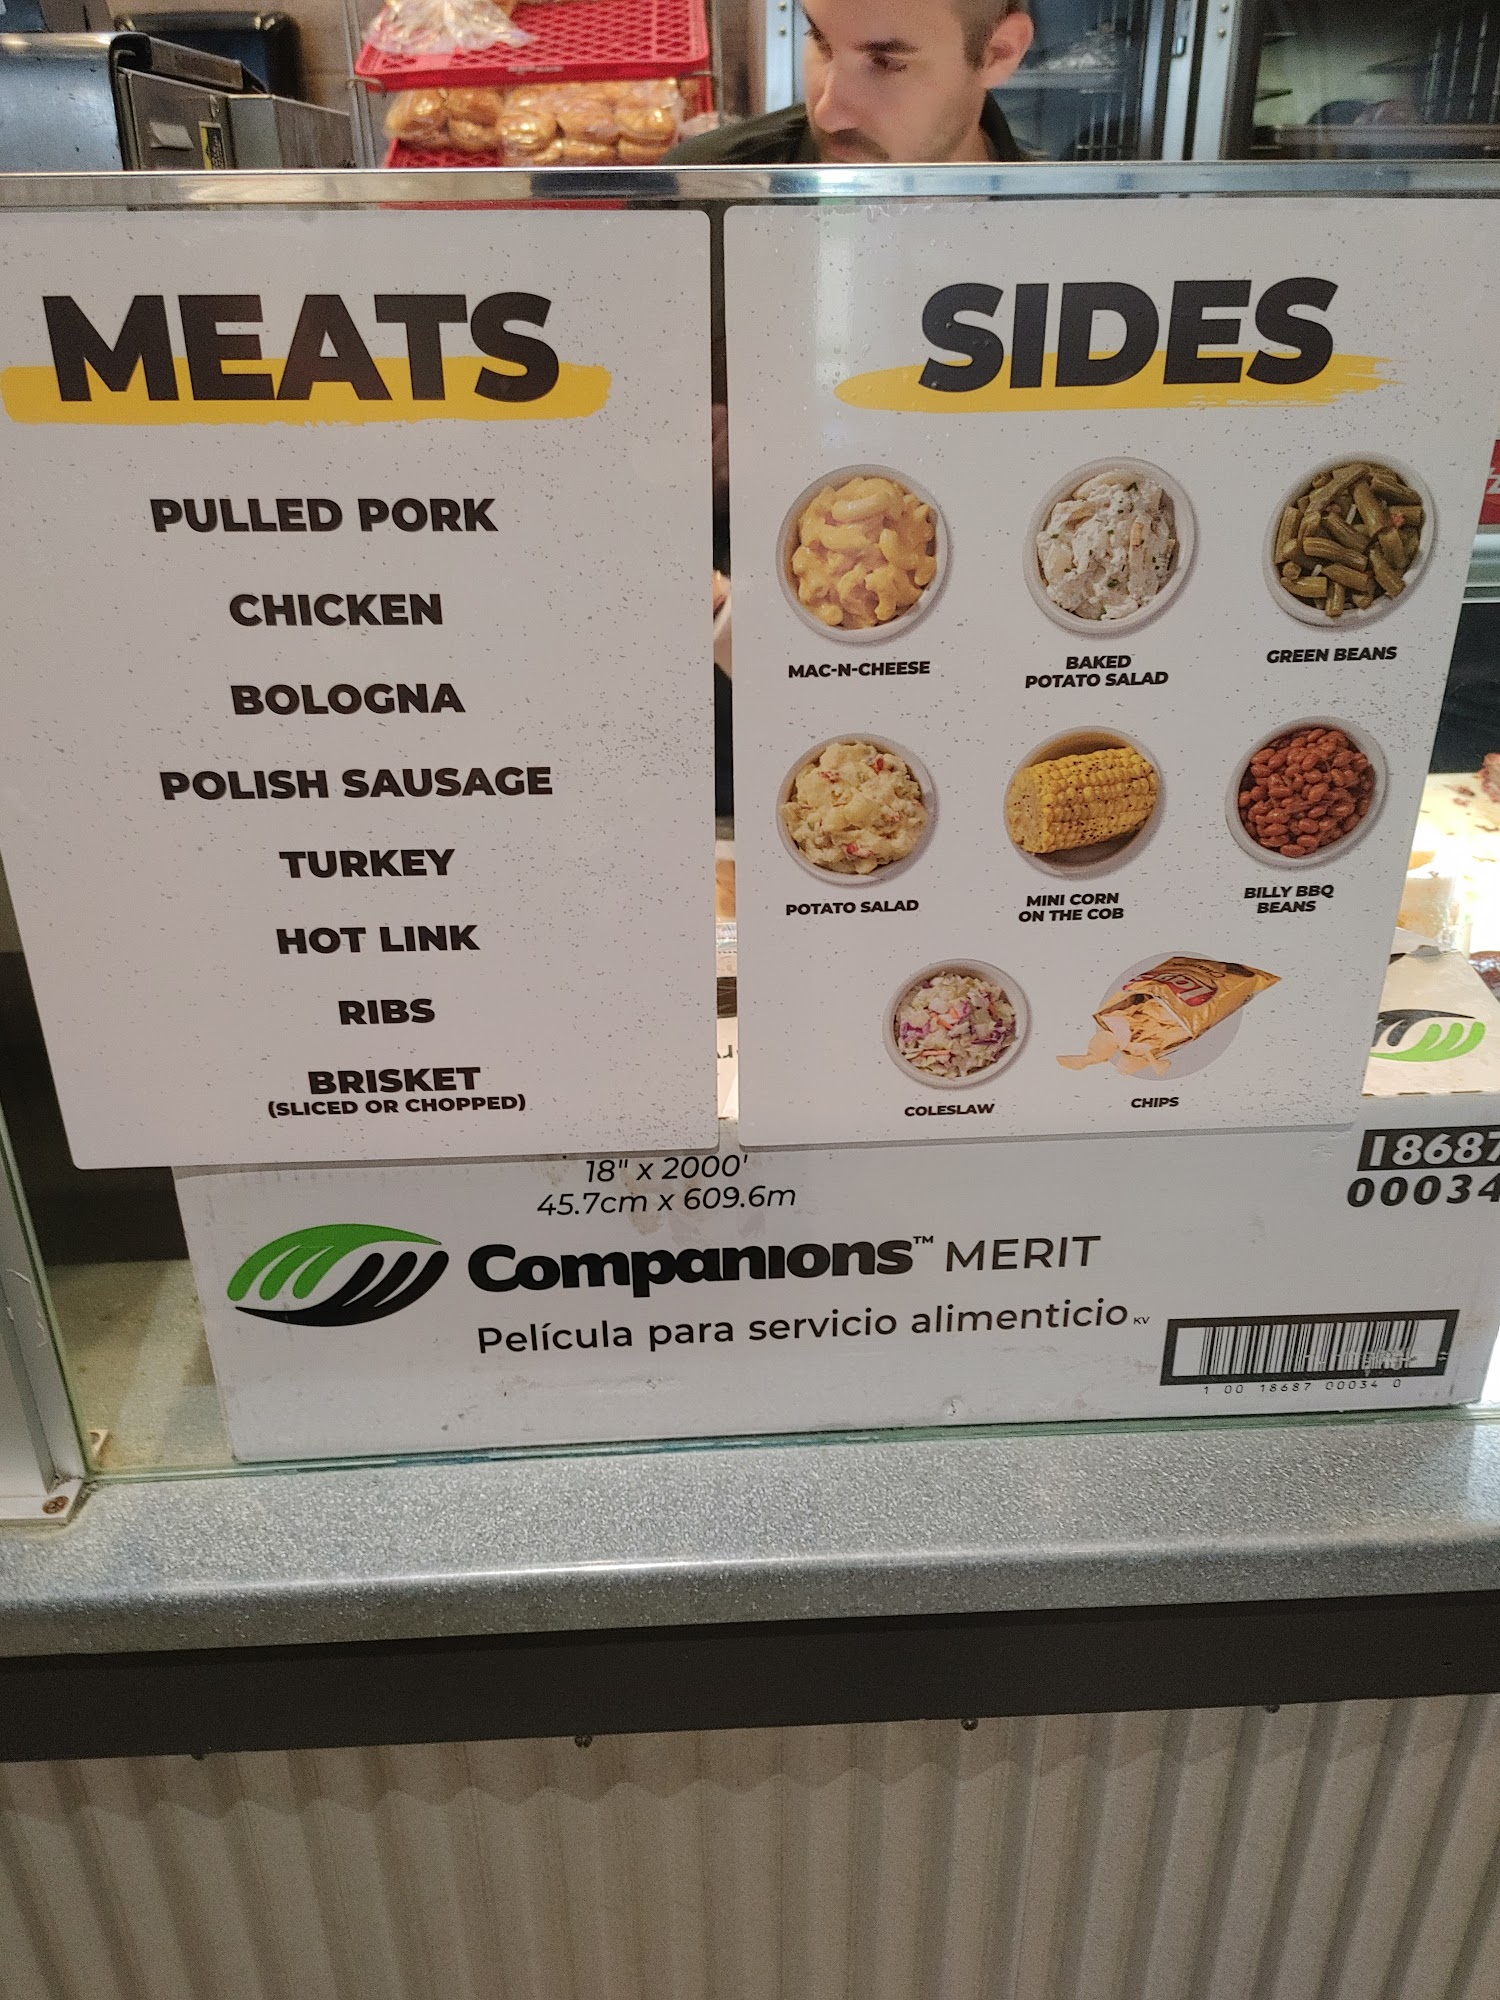 MEATS
PULLED PORK
CHICKEN
BOLOGNA
POLISH SAUSAGE
TURKEY
HOT LINK
RIBS
BRISKET
(SLICED OR CHOPPED)
SIDES
MAC-N-CHEESE
BAKED
POTATO SALAD
GREEN BEANS
POTATO SALAD
MINI CORN
ON THE COB
BILLY BBQ
BEANS
COLESLAW
CHIPS
18" x 2000'
45.7cm x 609.6m
18687
00034
Companions™ MERIT
Película para servicio alimenticio KV
1 00 18687 00034 0